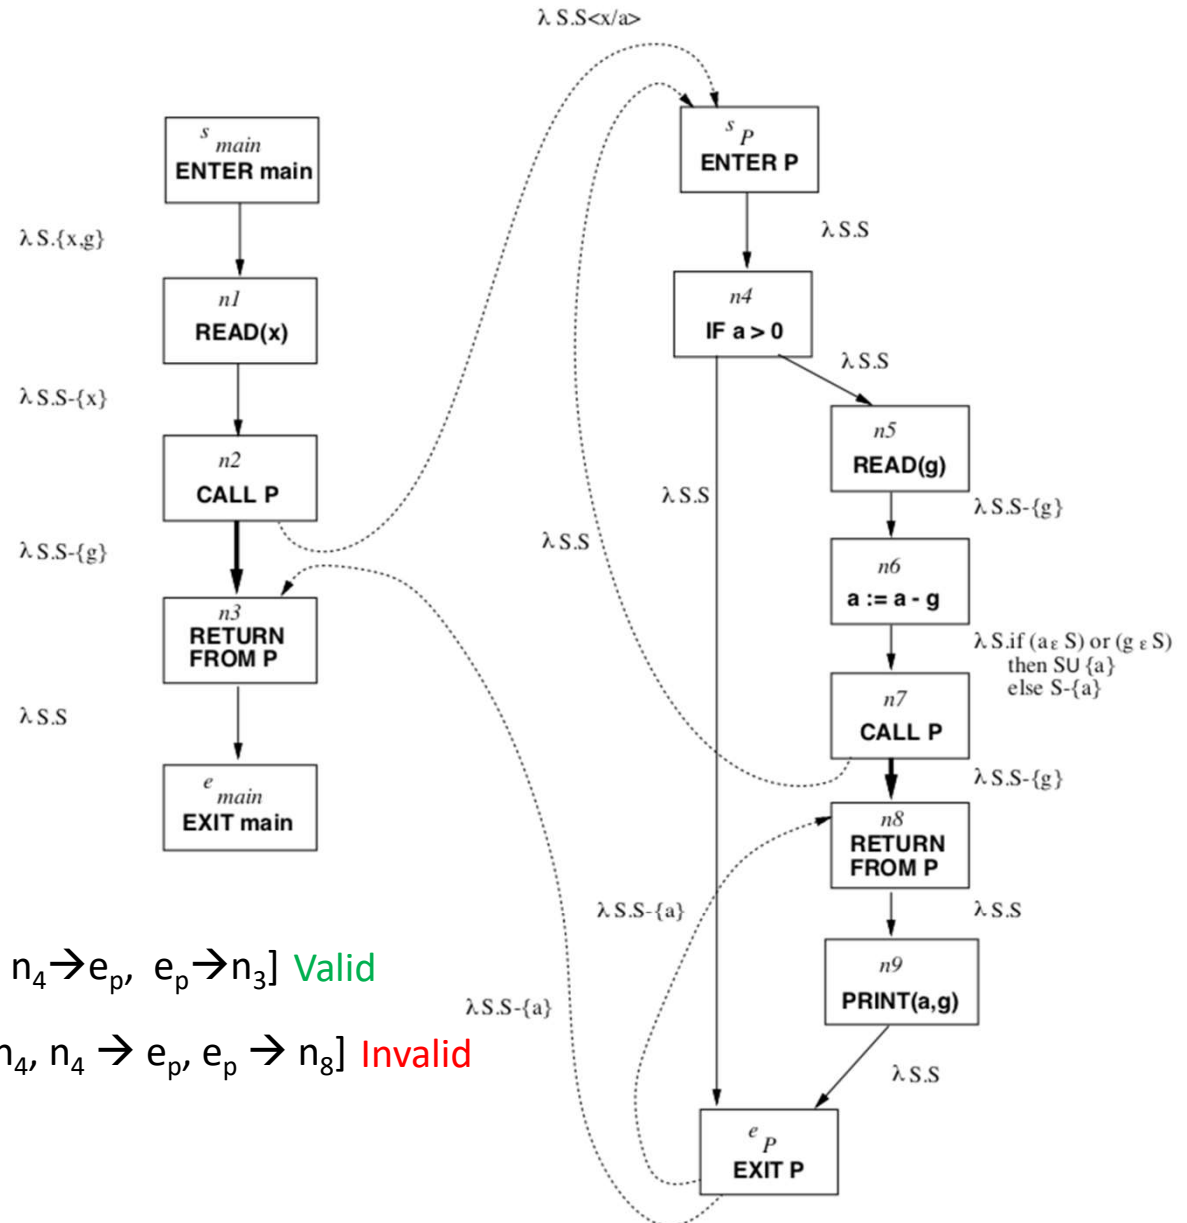 λ S.S<x/a>
s main
ENTER main
λ S.{x,g}
n1
READ(x)
λ S.S-{x}
n2
CALL P
λ S.S-{g}
n3
RETURN
FROM P
λ S.S
e main
EXIT main
s P
ENTER P
λ S.S
n4
IF a > 0
λ S.S
n5
READ(g)
λ S.S
λ S.S-{g}
λ S.S
n6
a := a - g
λ S.if (a ε S) or (g ε S)
then SU {a}
else S-{a}
n7
CALL P
λ S.S-{g}
n8
RETURN
FROM P
λ S.S-{a}
λ S.S
n9
PRINT(a,g)
λ S.S-{a}
λ S.S
e P
EXIT P
n₄→eₚ, eₚ→n₃] Valid
n₄, n₄ → eₚ, eₚ → n₈] Invalid